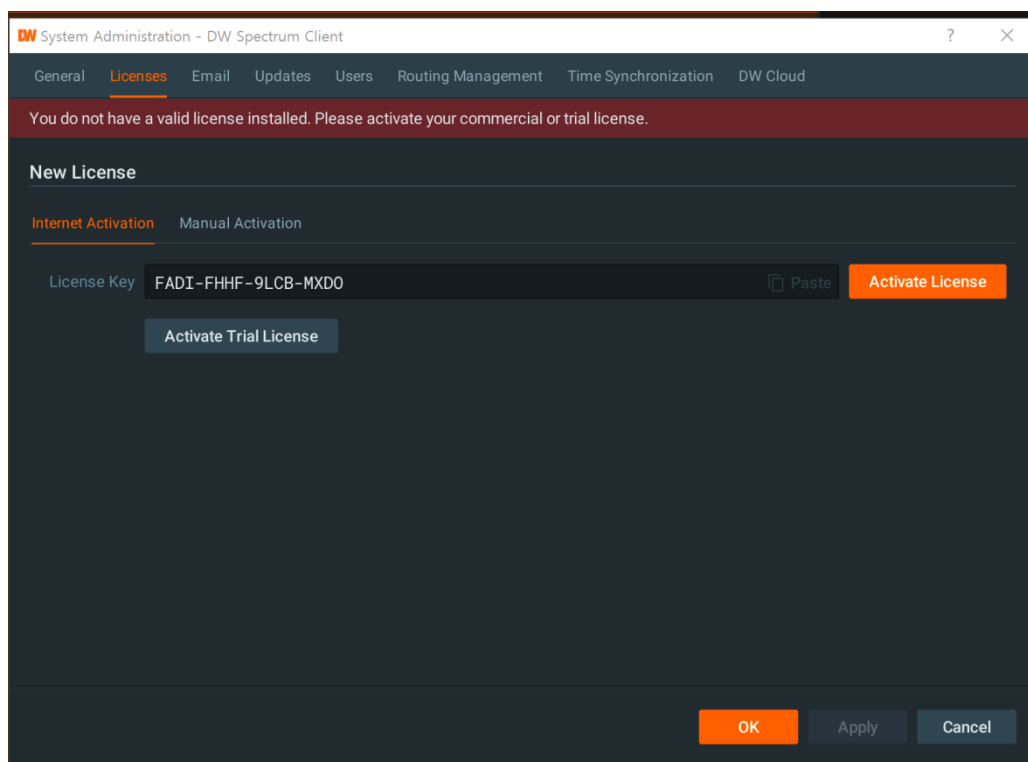 DW System Administration - DW Spectrum Client ?
General Licenses Email Updates Users Routing Management Time Synchronization DW Cloud
You do not have a valid license installed. Please activate your commercial or trial license.
New License
Internet Activation Manual Activation
License Key FADI-FHHF-9LCB-MXDO Paste Activate License
Activate Trial License
OK Apply Cancel